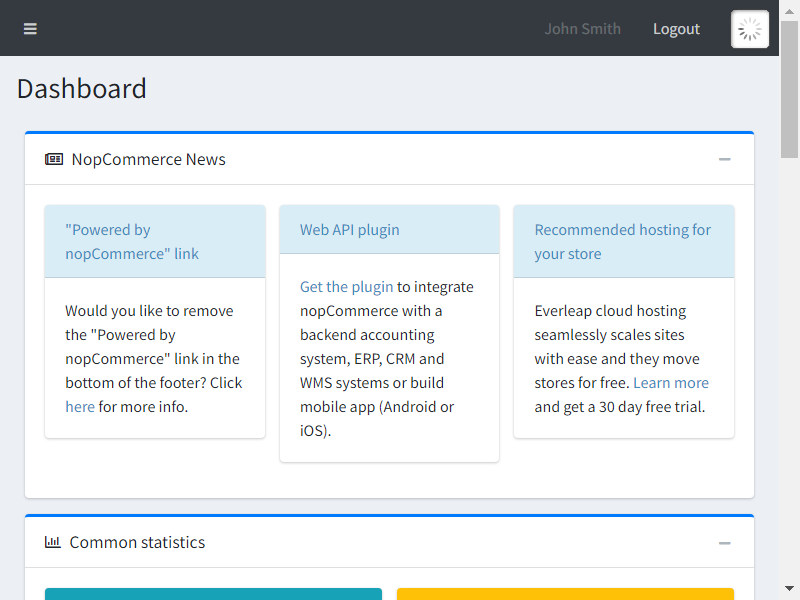 John Smith
Logout
Dashboard
NopCommerce News
"Powered by
nopCommerce" link
Would you like to remove
the "Powered by
nopCommerce" link in the
bottom of the footer? Click
here for more info.
Web API plugin
Get the plugin to integrate
nopCommerce with a
backend accounting
system, ERP, CRM and
WMS systems or build
mobile app (Android or
iOS).
Recommended hosting for
your store
Everleap cloud hosting
seamlessly scales sites
with ease and they move
stores for free. Learn more
and get a 30 day free trial.
Common statistics